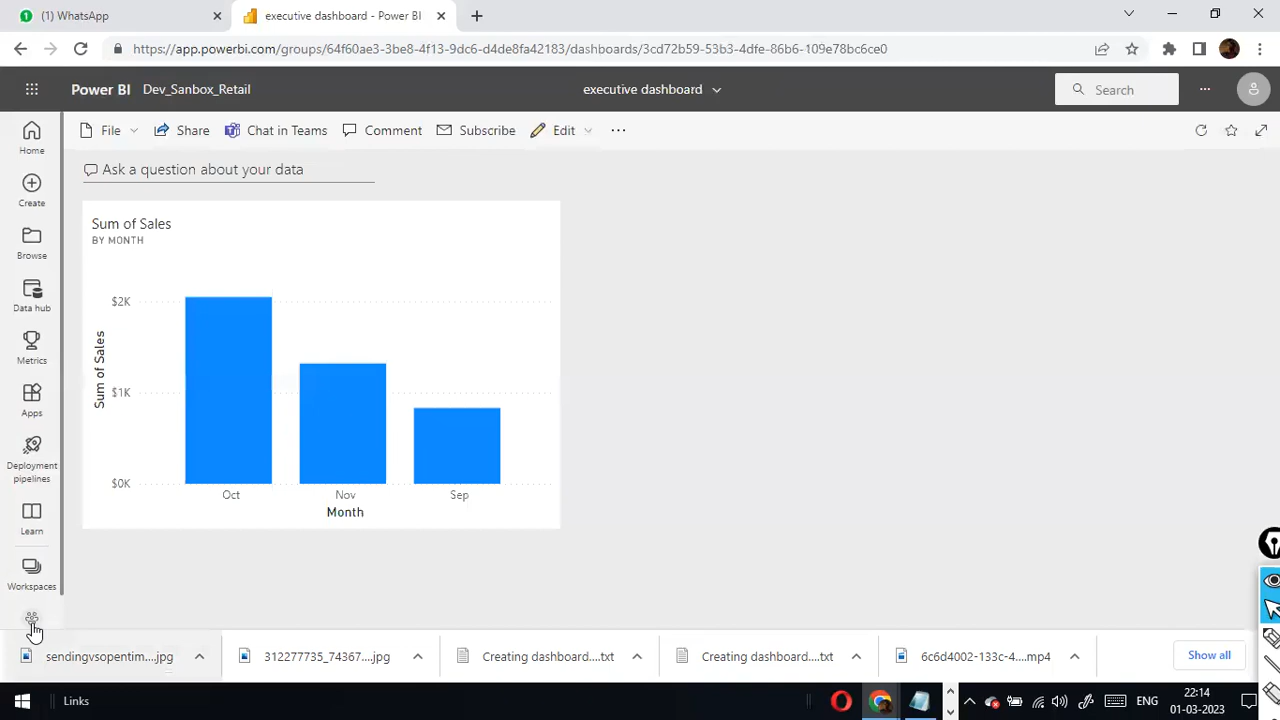 (1) WhatsApp
executive dashboard - Power BI
https://app.powerbi.com/groups/64f60ae3-3be8-4f13-9dc6-d4de8fa42183/dashboards/3cd72b59-53b3-4dfe-86b6-109e78bc6ce0
Power BI Dev_Sanbox_Retail executive dashboard Search
File Share Chat in Teams Comment Subscribe Edit
Home
Create
Browse
Data hub
Metrics
Apps
Deployment
pipelines
Learn
Workspaces
Ask a question about your data
Sum of Sales
BY MONTH
$2K
$1K
$0K
Sum of Sales
Oct Nov Sep
Month
sendingvsopentim....jpg 312277735_74367....jpg Creating dashboard....txt Creating dashboard....txt 6c6d4002-133c-4....mp4 Show all
Links ENG
22:14
01-03-2023